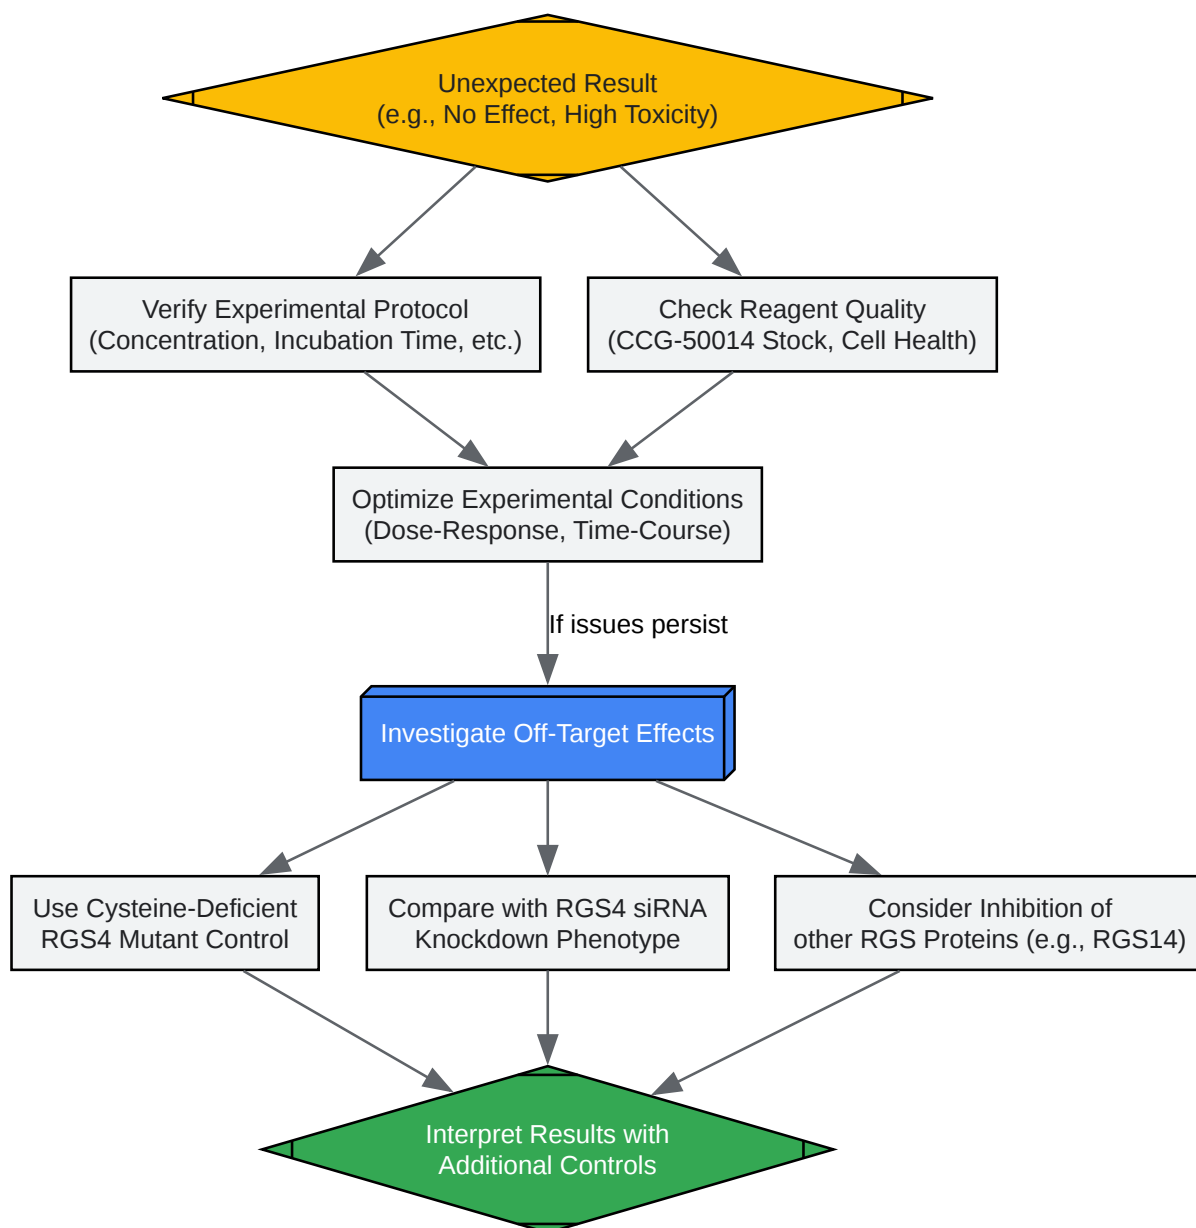 Unexpected Result
(e.g., No Effect, High Toxicity)
Verify Experimental Protocol
(Concentration, Incubation Time, etc.)
Check Reagent Quality
(CCG-50014 Stock, Cell Health)
Optimize Experimental Conditions
(Dose-Response, Time-Course)
If issues persist
Investigate Off-Target Effects
Use Cysteine-Deficient
RGS4 Mutant Control
Compare with RGS4 siRNA
Knockdown Phenotype
Consider Inhibition of
other RGS Proteins (e.g., RGS14)
Interpret Results with
Additional Controls